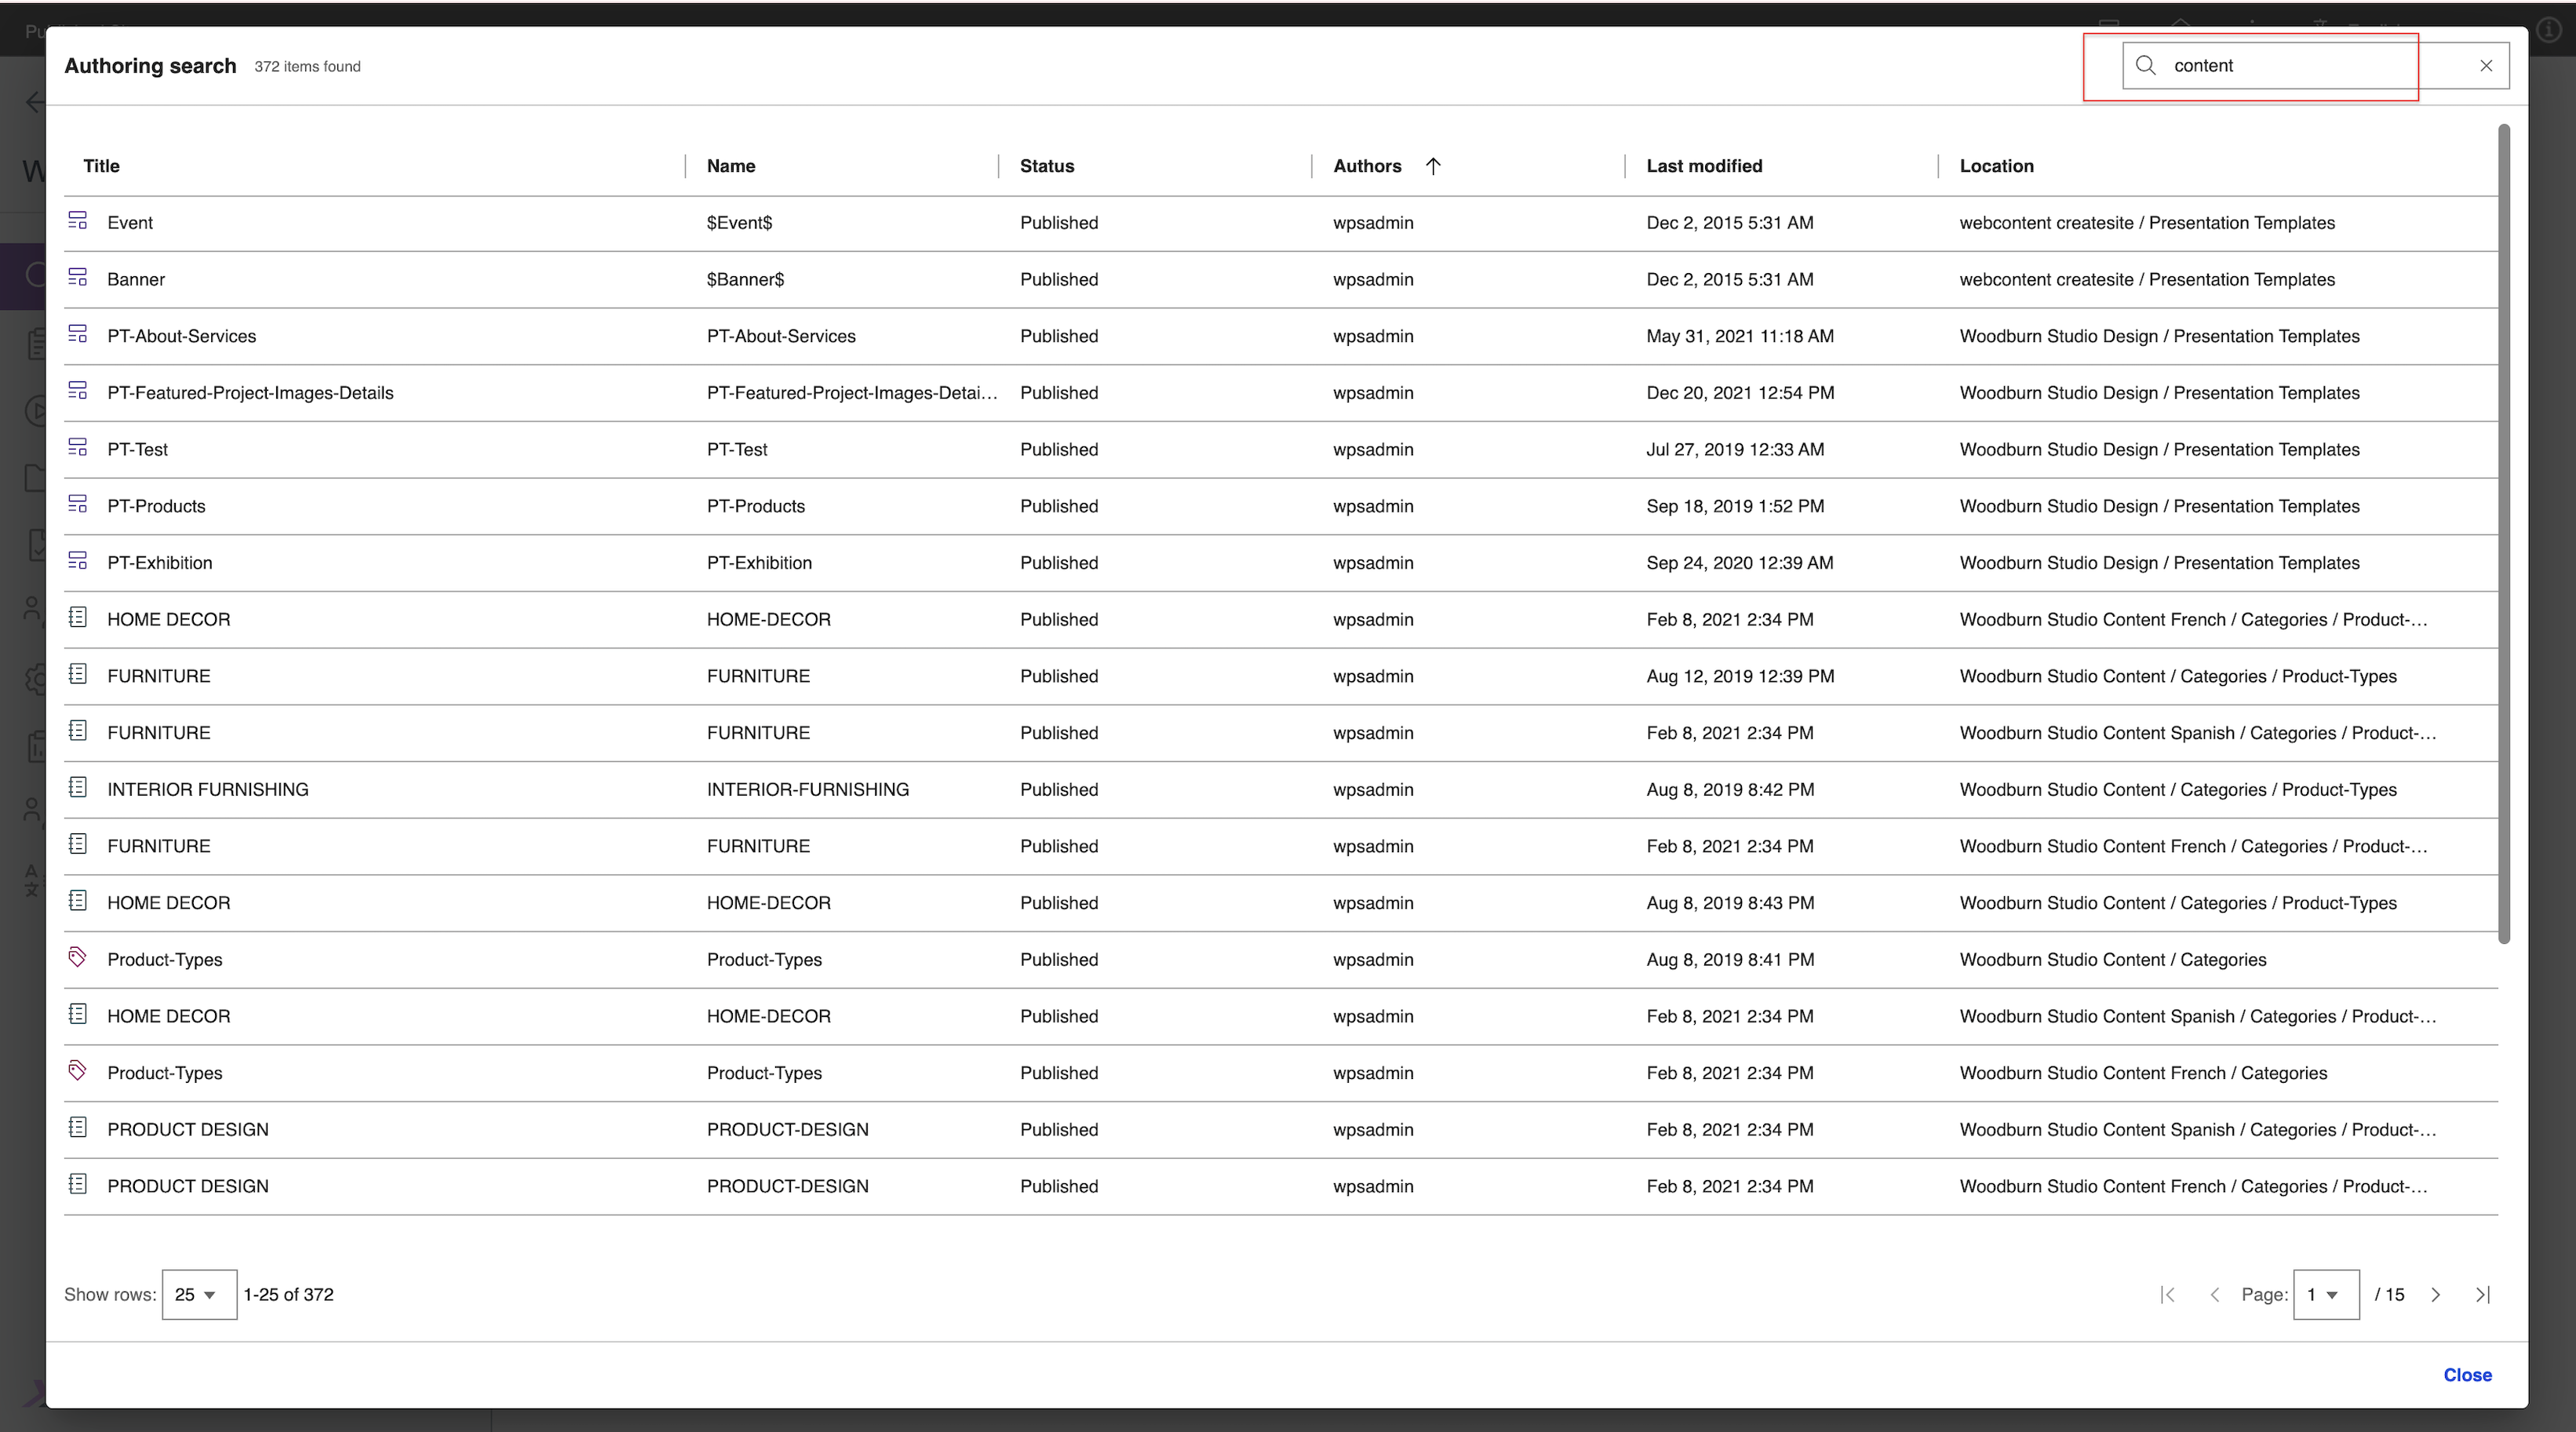 Authoring search 372 items found content
Title Name Status Authors Last modified Location
Event $Event$ Published wpsadmin Dec 2, 2015 5:31 AM webcontent createsite / Presentation Templates
Banner $Banner$ Published wpsadmin Dec 2, 2015 5:31 AM webcontent createsite / Presentation Templates
PT-About-Services PT-About-Services Published wpsadmin May 31, 2021 11:18 AM Woodburn Studio Design / Presentation Templates
PT-Featured-Project-Images-Details PT-Featured-Project-Images-Detai... Published wpsadmin Dec 20, 2021 12:54 PM Woodburn Studio Design / Presentation Templates
PT-Test PT-Test Published wpsadmin Jul 27, 2019 12:33 AM Woodburn Studio Design / Presentation Templates
PT-Products PT-Products Published wpsadmin Sep 18, 2019 1:52 PM Woodburn Studio Design / Presentation Templates
PT-Exhibition PT-Exhibition Published wpsadmin Sep 24, 2020 12:39 AM Woodburn Studio Design / Presentation Templates
HOME DECOR HOME-DECOR Published wpsadmin Feb 8, 2021 2:34 PM Woodburn Studio Content French / Categories / Product-...
FURNITURE FURNITURE Published wpsadmin Aug 12, 2019 12:39 PM Woodburn Studio Content / Categories / Product-Types
FURNITURE FURNITURE Published wpsadmin Feb 8, 2021 2:34 PM Woodburn Studio Content Spanish / Categories / Product-...
INTERIOR FURNISHING INTERIOR-FURNISHING Published wpsadmin Aug 8, 2019 8:42 PM Woodburn Studio Content / Categories / Product-Types
FURNITURE FURNITURE Published wpsadmin Feb 8, 2021 2:34 PM Woodburn Studio Content French / Categories / Product-...
HOME DECOR HOME-DECOR Published wpsadmin Aug 8, 2019 8:43 PM Woodburn Studio Content / Categories / Product-Types
Product-Types Product-Types Published wpsadmin Aug 8, 2019 8:41 PM Woodburn Studio Content / Categories
HOME DECOR HOME-DECOR Published wpsadmin Feb 8, 2021 2:34 PM Woodburn Studio Content Spanish / Categories / Product-...
Product-Types Product-Types Published wpsadmin Feb 8, 2021 2:34 PM Woodburn Studio Content French / Categories
PRODUCT DESIGN PRODUCT-DESIGN Published wpsadmin Feb 8, 2021 2:34 PM Woodburn Studio Content Spanish / Categories / Product-...
PRODUCT DESIGN PRODUCT-DESIGN Published wpsadmin Feb 8, 2021 2:34 PM Woodburn Studio Content French / Categories / Product-...
Show rows: 25 1-25 of 372 Page: 1 / 15
Close